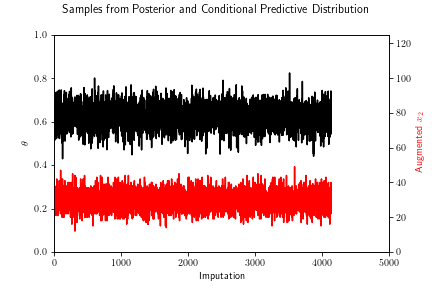 Samples from Posterior and Conditional Predictive Distribution
1.0
0.8
0.6
0.4
0.2
0.0
θ
120
100
80
60
40
20
0
Augmented x₂
0 1000 2000 3000 4000 5000
Imputation